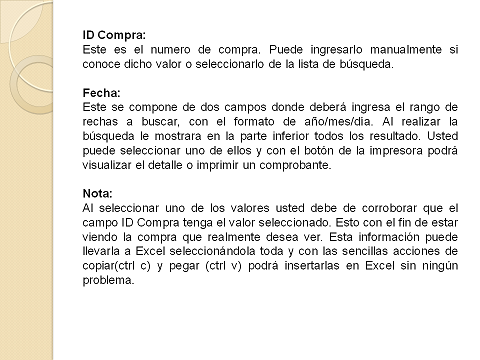 ID Compra:
Este es el numero de compra. Puede ingresarlo manualmente si
conoce dicho valor o seleccionarlo de la lista de búsqueda.
Fecha:
Este se compone de dos campos donde deberá ingresa el rango de
rechas a buscar, con el formato de año/mes/día. Al realizar la
búsqueda le mostrara en la parte inferior todos los resultado. Usted
puede seleccionar uno de ellos y con el botón de la impresora podrá
visualizar el detalle o imprimir un comprobante.
Nota:
Al seleccionar uno de los valores usted debe de corroborar que el
campo ID Compra tenga el valor seleccionado. Esto con el fin de estar
viendo la compra que realmente desea ver. Esta información puede
llevarla a Excel seleccionándola toda y con las sencillas acciones de
copiar(ctrl c) y pegar (ctrl v) podrá insertarlas en Excel sin ningún
problema.